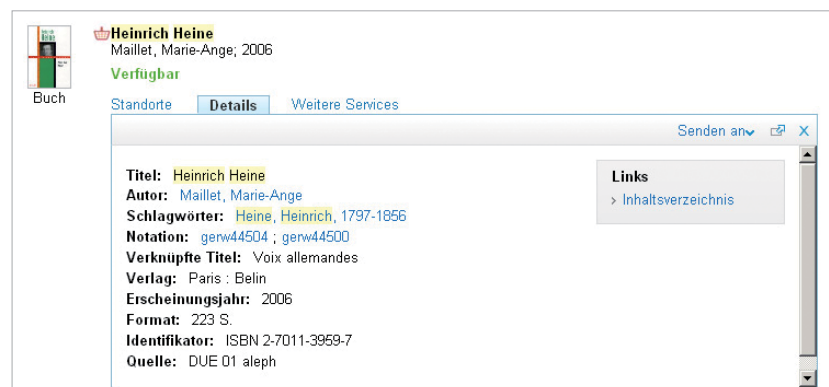 Heinrich Heine
Maillet, Marie-Ange; 2006
Verfügbar
Buch
Standorte Details Weitere Services
Senden an
Titel: Heinrich Heine
Autor: Maillet, Marie-Ange
Schlagwörter: Heine, Heinrich, 1797-1856
Notation: gerw44504 ; gerw44500
Verknüpfte Titel: Voix allemandes
Verlag: Paris : Belin
Erscheinungsjahr: 2006
Format: 223 S.
Identifikator: ISBN 2-7011-3959-7
Quelle: DUE 01 aleph
Links
› Inhaltsverzeichnis